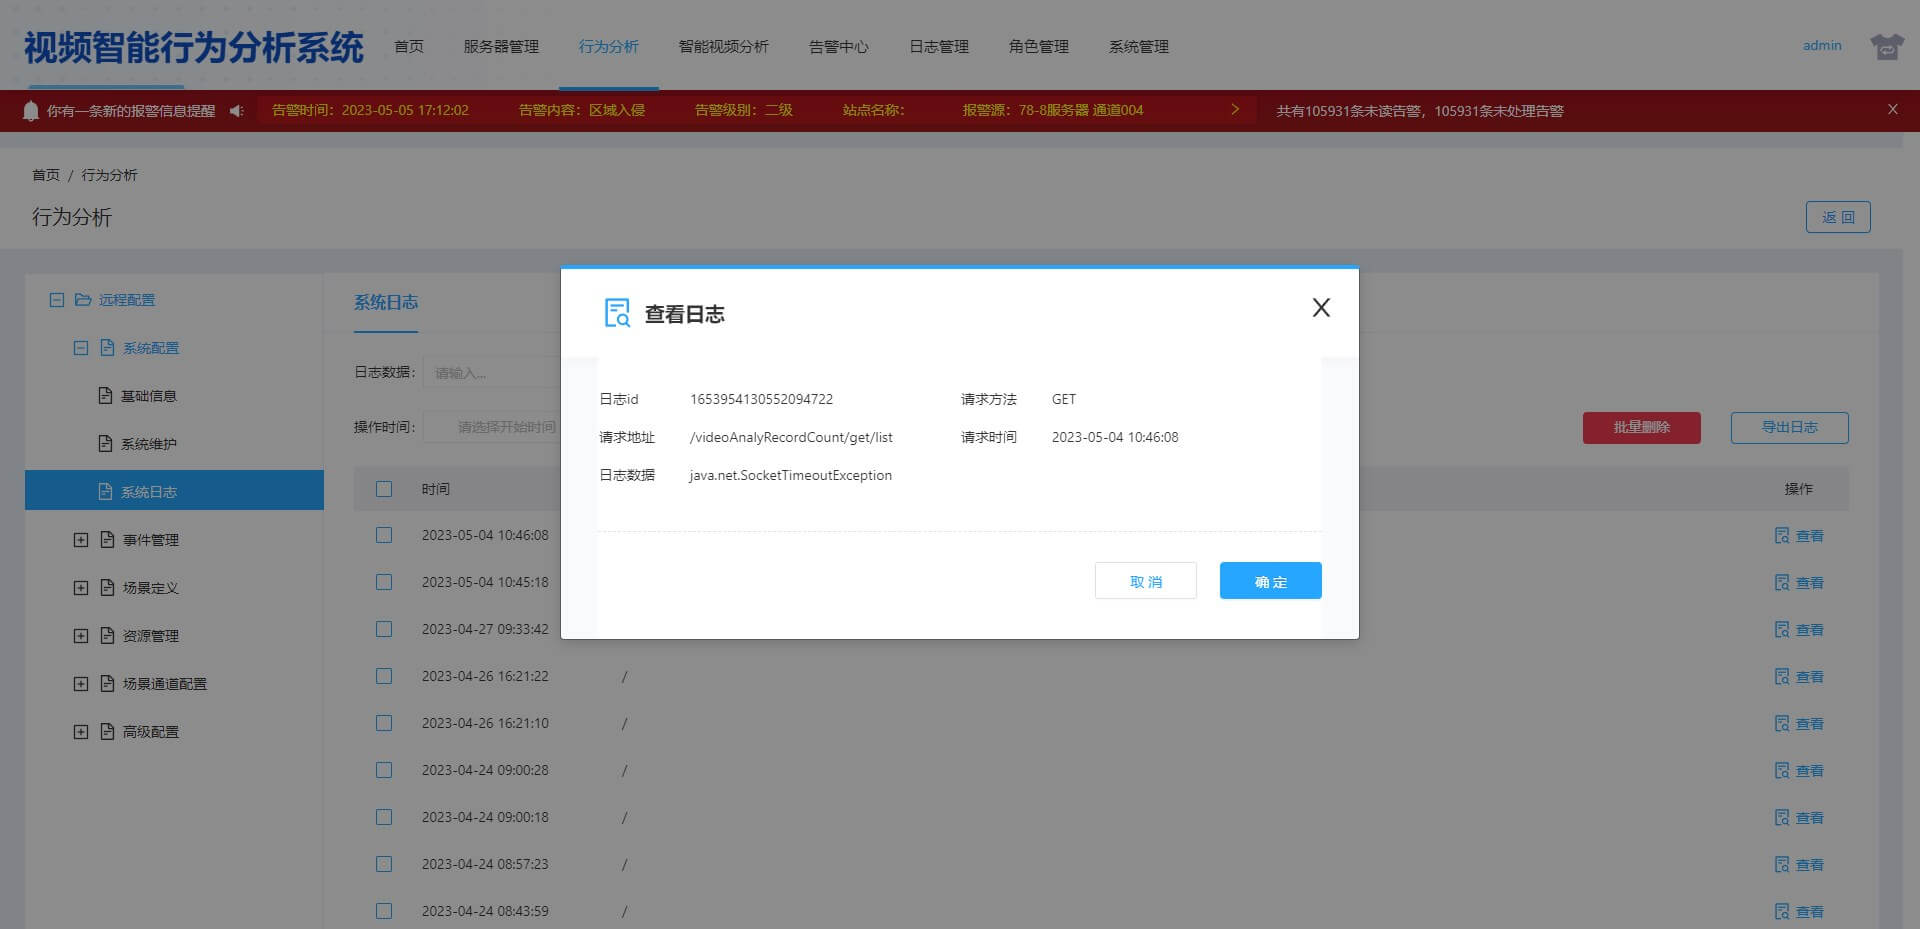 视频智能行为分析系统 首页 服务器管理 行为分析 智能视频分析 告警中心 日志管理 角色管理 系统管理 admin
你有一条新的报警信息提醒 告警时间：2023-05-05 17:12:02 告警内容：区域入侵 告警级别：二级 站点名称： 报警源：78-8服务器 通道004 > 共有105931条未读告警，105931条未处理告警 X
首页 / 行为分析
行为分析
返 回
远程配置
系统配置
基础信息
系统维护
系统日志
事件管理
场景定义
资源管理
场景通道配置
高级配置
系统日志
日志数据： 请输入...
操作时间： 请选择开始时间
批量删除 导出日志
时间 操作
2023-05-04 10:46:08 查看
2023-05-04 10:45:18 查看
2023-04-27 09:33:42 查看
2023-04-26 16:21:22 / 查看
2023-04-26 16:21:10 / 查看
2023-04-24 09:00:28 / 查看
2023-04-24 09:00:18 / 查看
2023-04-24 08:57:23 / 查看
2023-04-24 08:43:59 / 查看
查看日志 X
日志id 1653954130552094722 请求方法 GET
请求地址 /videoAnalyRecordCount/get/list 请求时间 2023-05-04 10:46:08
日志数据 java.net.SocketTimeoutException
取 消 确 定